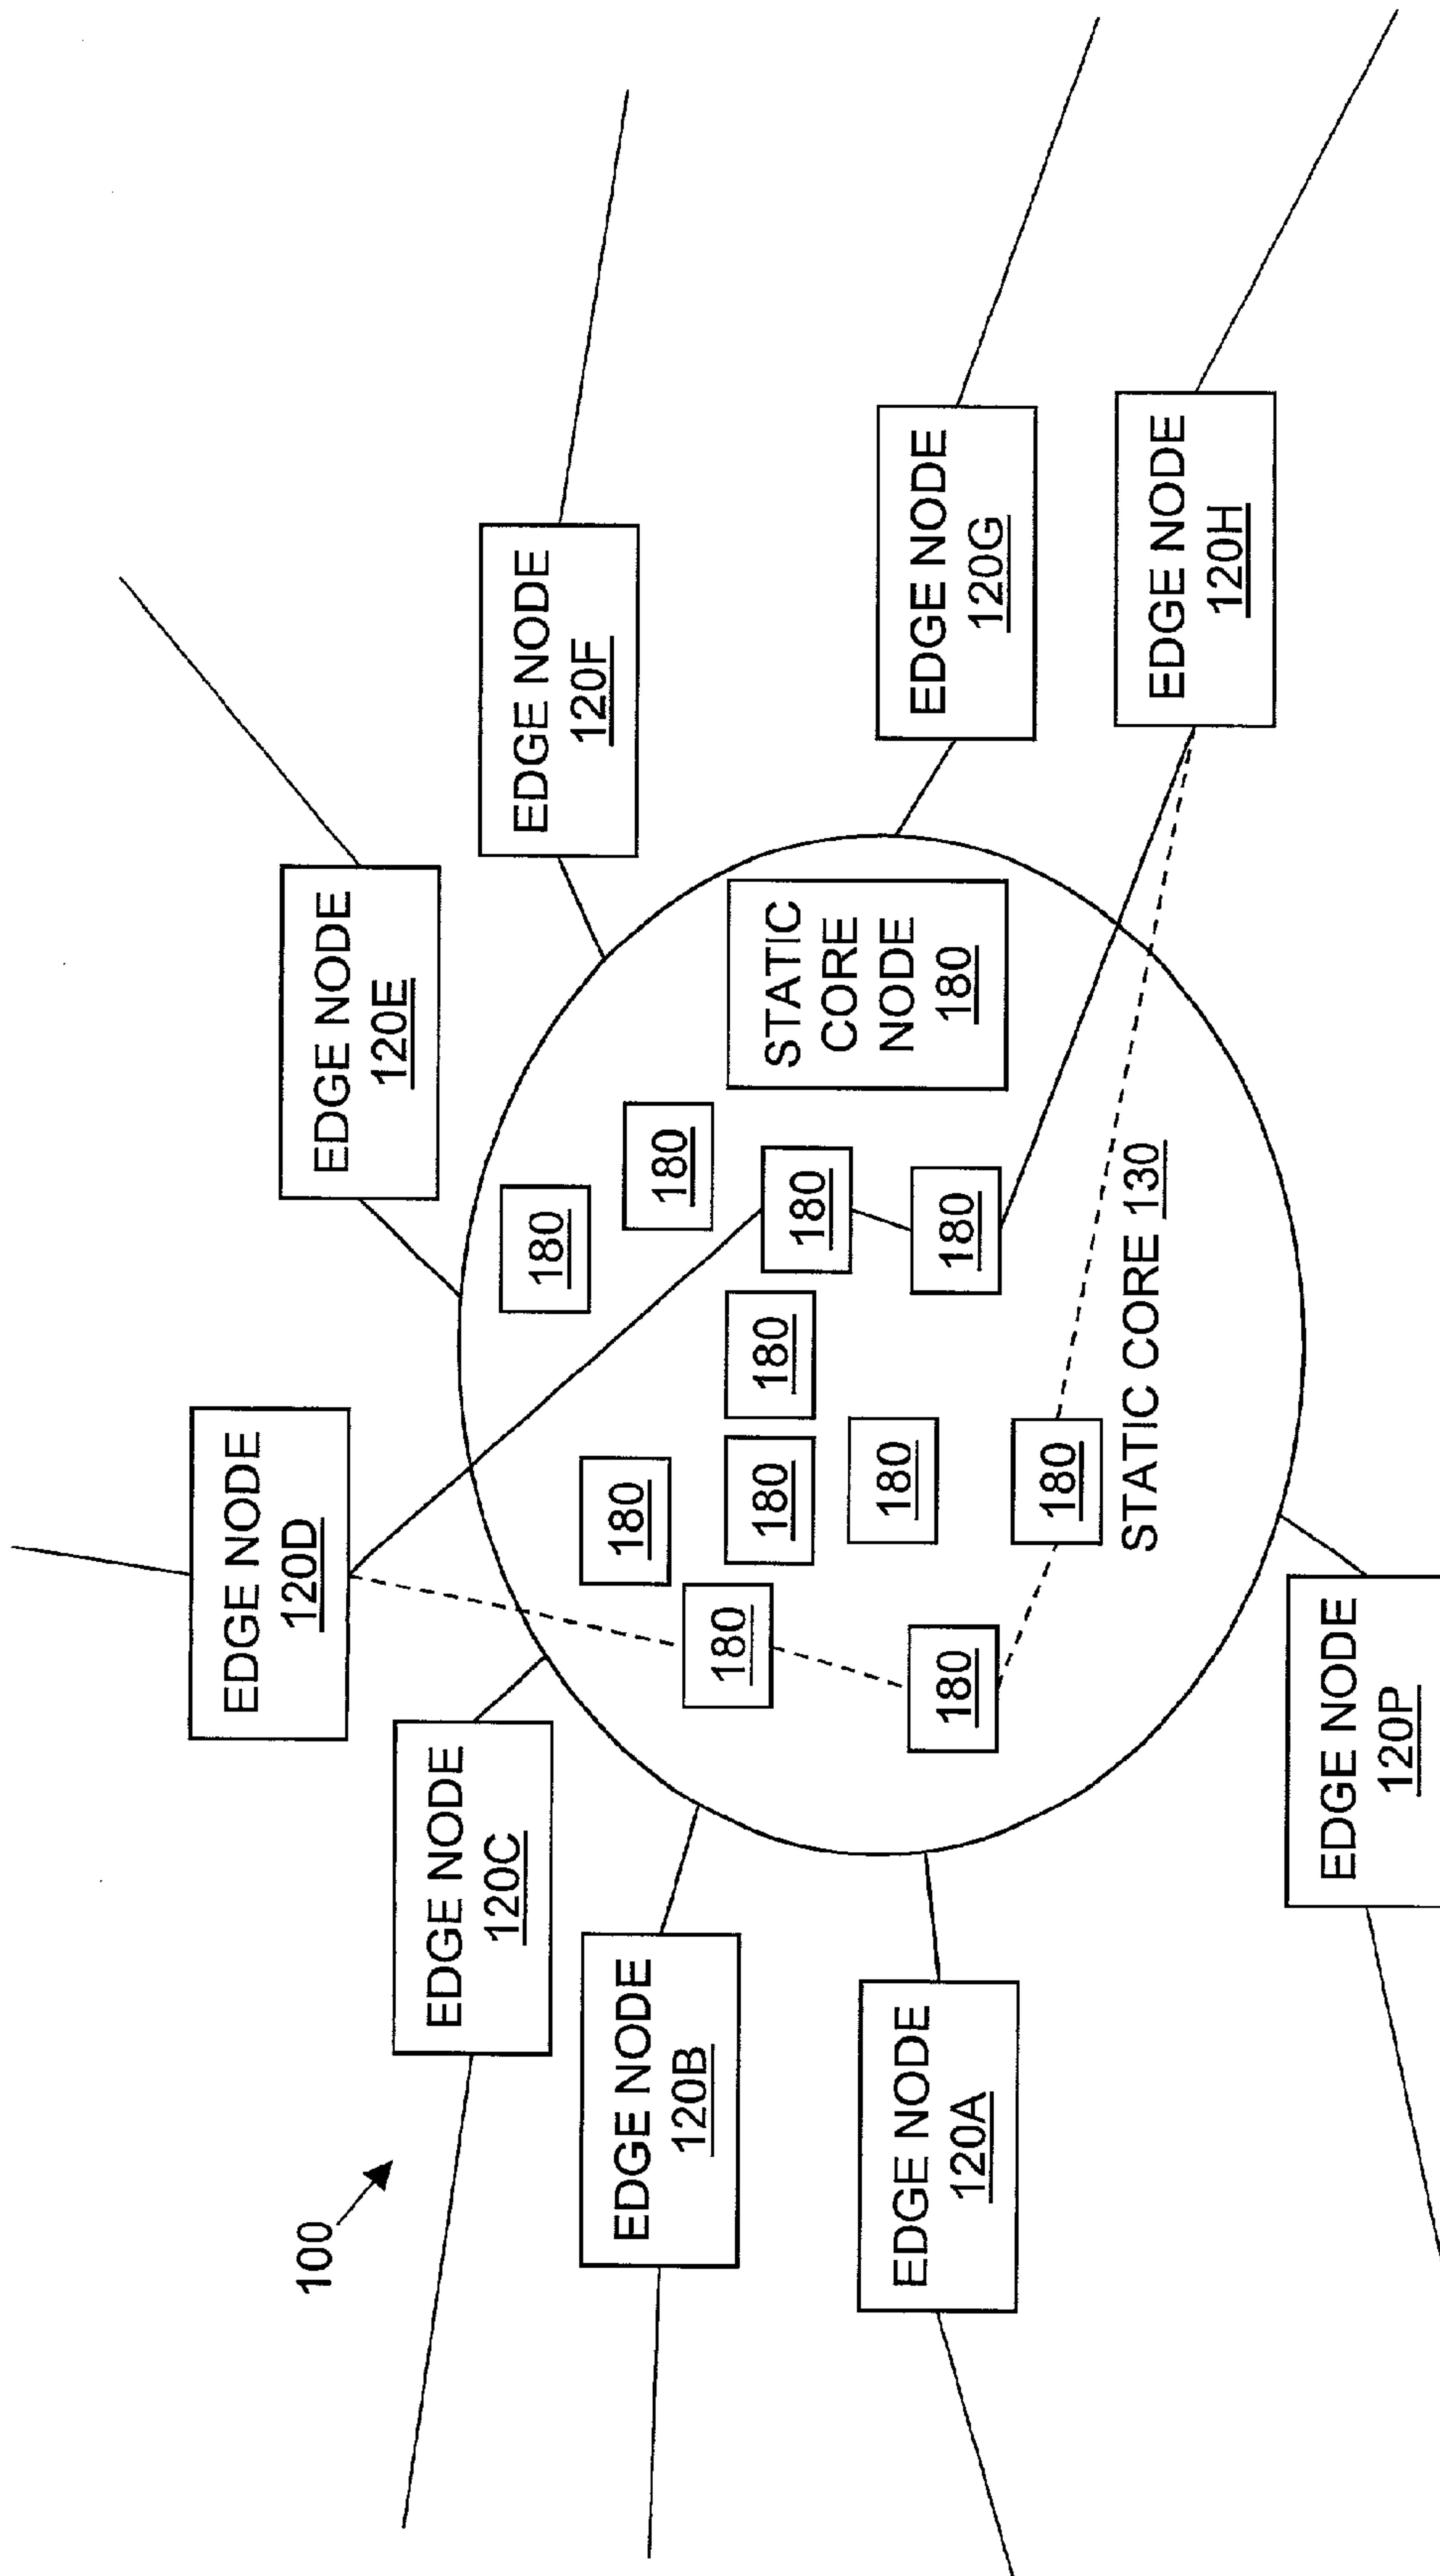 EDGE NODE
120D
100
EDGE NODE
120E
EDGE NODE
120C
EDGE NODE
120F
180
EDGE NODE
120B
180
180
180
180
180
180
STATIC
CORE
NODE
180
180
EDGE NODE
120A
180
180
EDGE NODE
120G
180
STATIC CORE 130
EDGE NODE
120H
EDGE NODE
120P